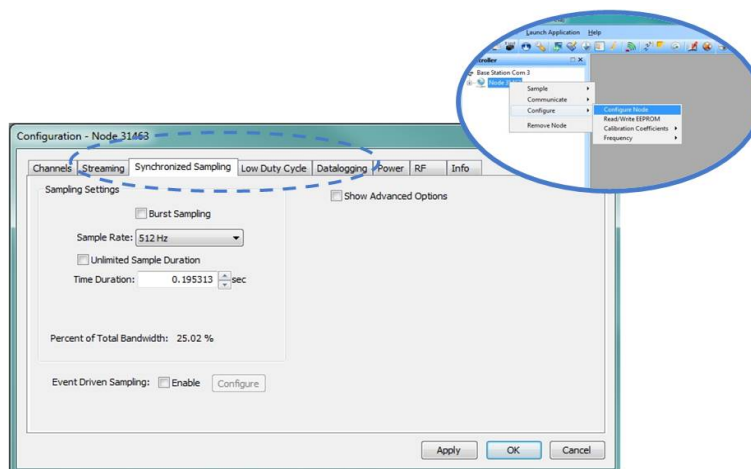 Launch Application Help
Base Station Com 3
Node
Sample
Communicate
Configure
Remove Node
Configure Node
Read/Write EEPROM
Calibration Coefficients
Frequency
Configuration - Node 31463
Channels Streaming Synchronized Sampling Low Duty Cycle Datalogging Power RF Info
Sampling Settings
Show Advanced Options
Burst Sampling
Sample Rate: 512 Hz
Unlimited Sample Duration
Time Duration: 0.195313 sec
Percent of Total Bandwidth: 25.02 %
Event Driven Sampling: Enable Configure
Apply OK Cancel